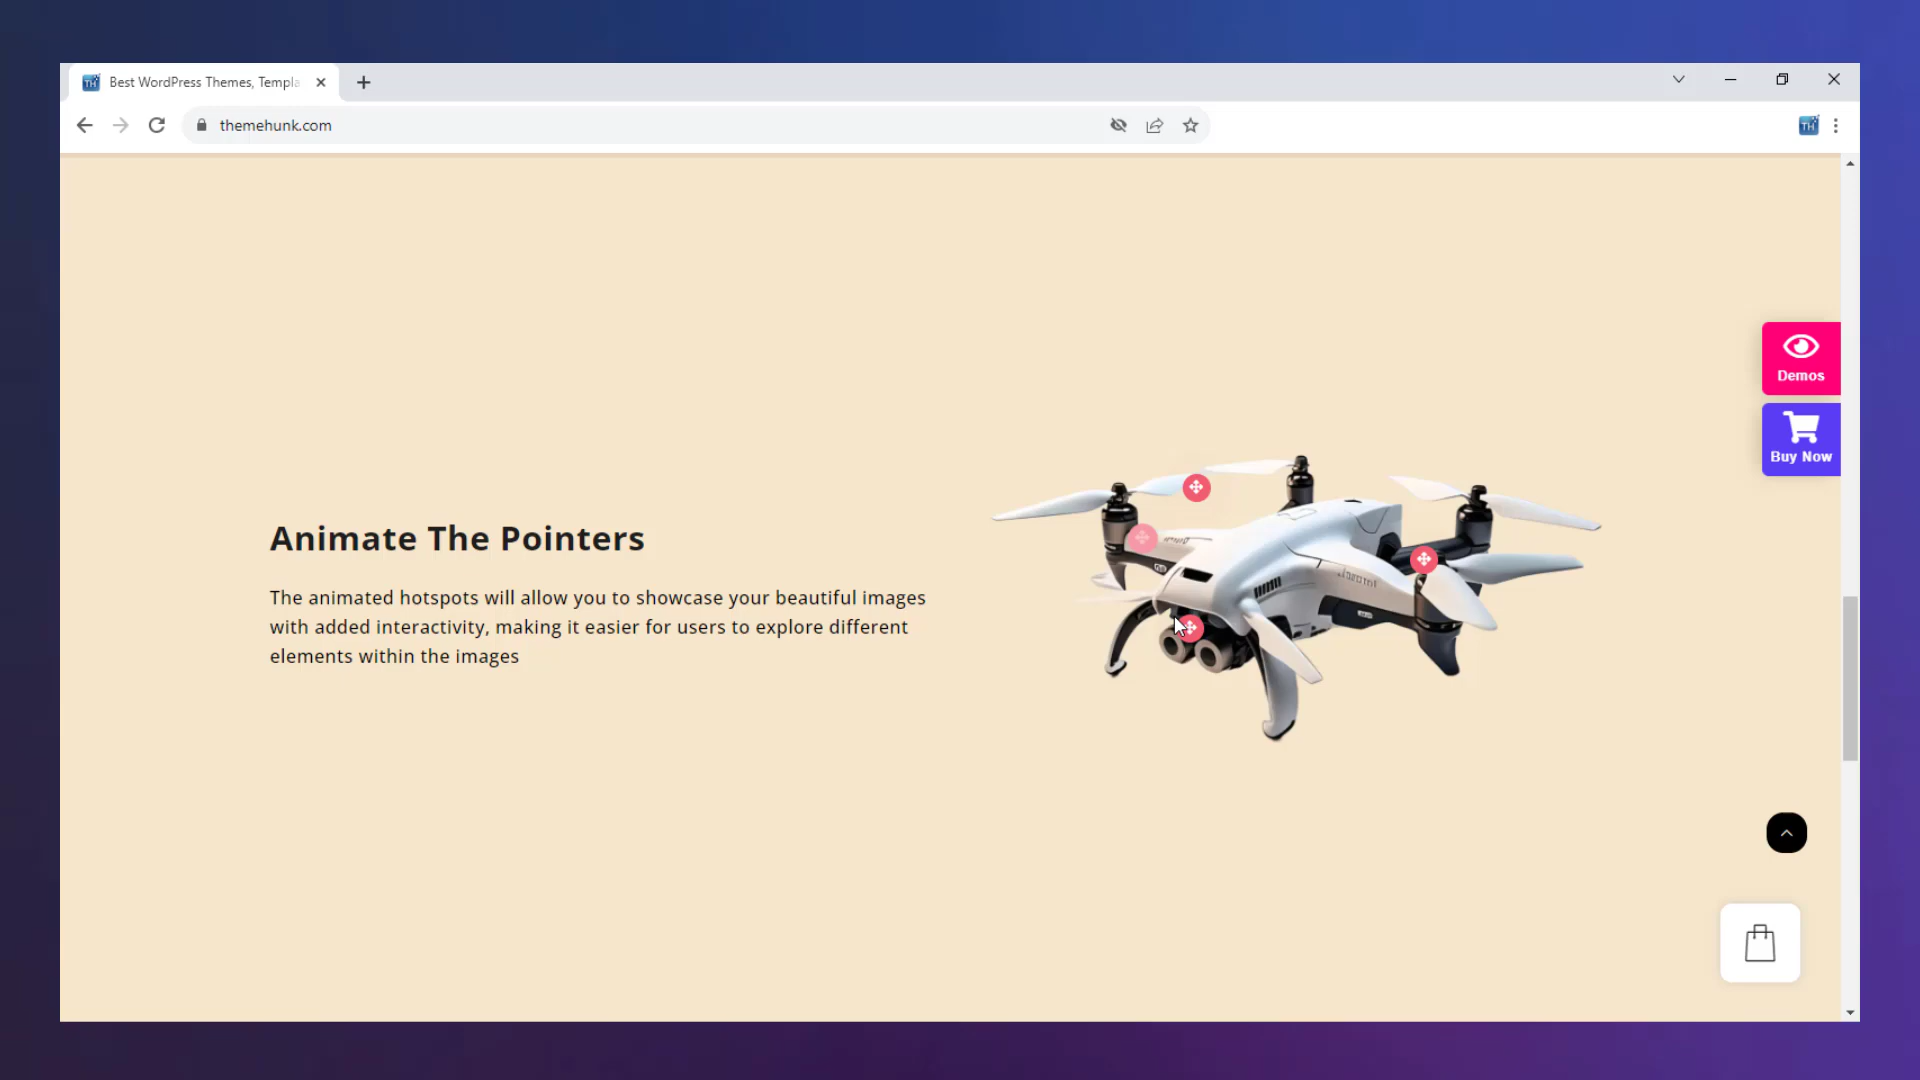 Best WordPress Themes, Templa
themehunk.com
Demos
Buy Now
Animate The Pointers
The animated hotspots will allow you to showcase your beautiful images
with added interactivity, making it easier for users to explore different
elements within the images